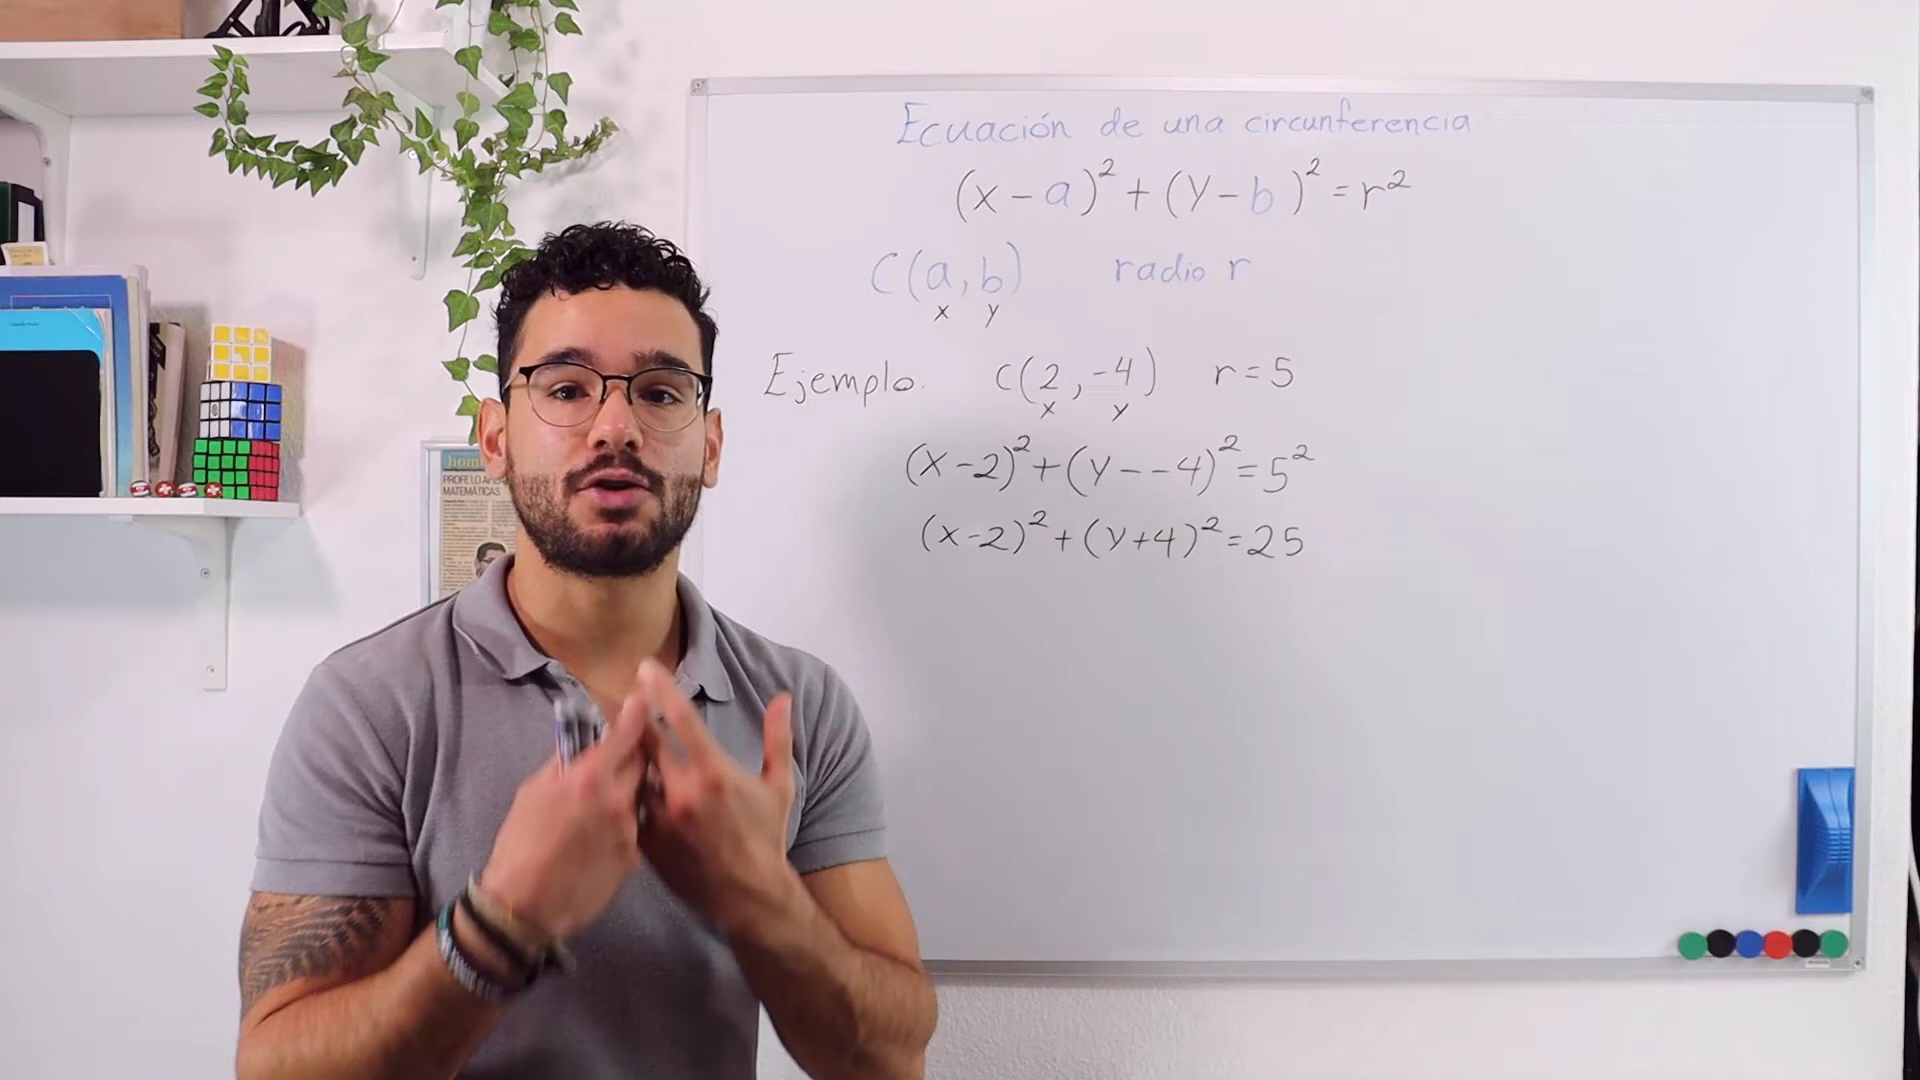 Ecuación de una circunferencia
(x-a)²+(y-b)²=r²
C(a,b) radio r
x y
Ejemplo. C(2,-4) r=5
x y
(x-2)²+(y--4)²=5²
(x-2)²+(y+4)²=25
PROFE LO
MATEMÁTICAS